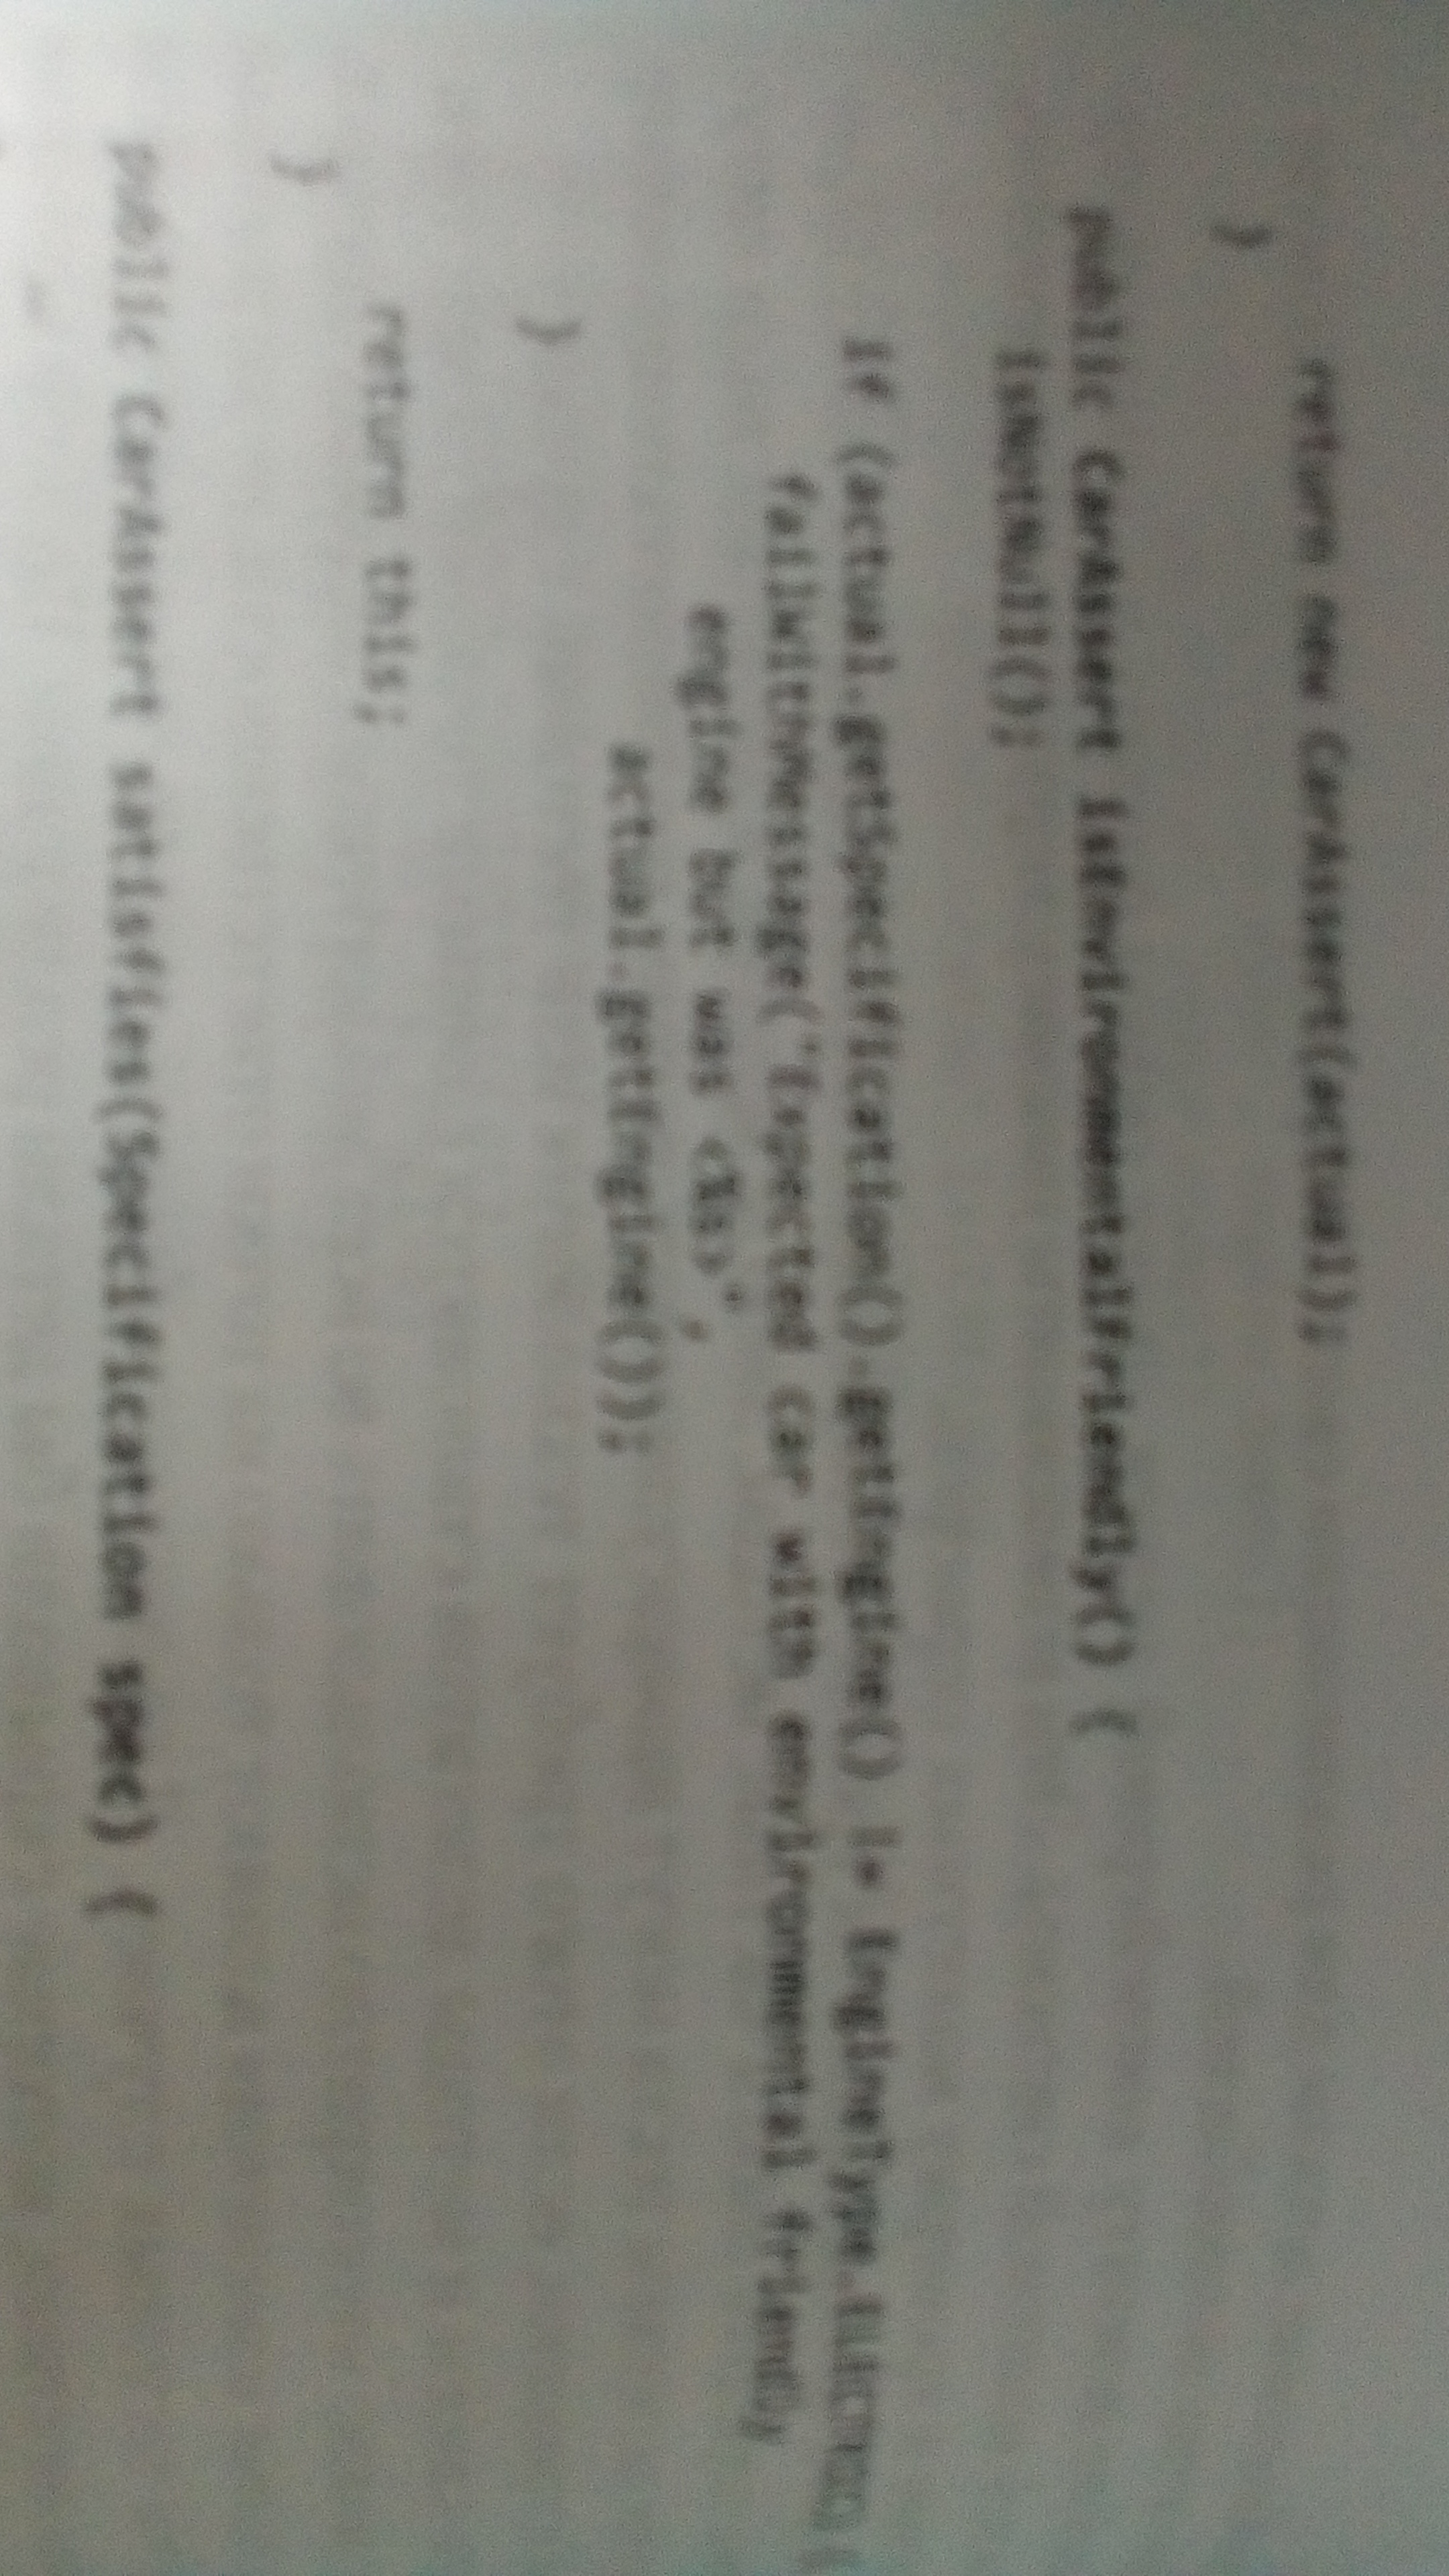 return new CarAssert(actual);
}
public CarAssert isEnvironmentalFriendly() {
isNotNull();
if (actual.getSpecification().getEngine() != EngineType.ELECTRIC) {
failWithMessage("Expected car with environmental friendly
engine but was <%s>",
actual.getEngine());
}
return this;
}
public CarAssert satisfies(Specification spec) {